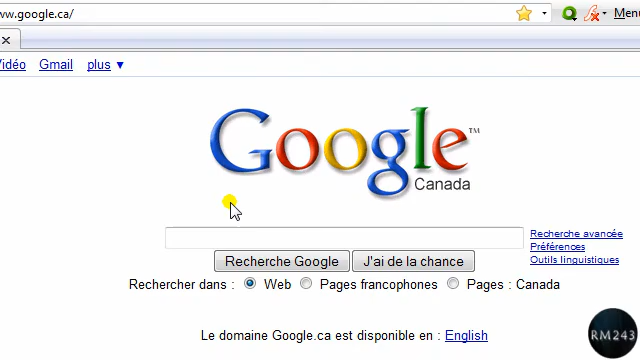 ww.google.ca/
Menu
Vidéo Gmail plus ▼
Google™
Canada
Recherche avancée
Préférences
Outils linguistiques
Recherche Google J'ai de la chance
Rechercher dans : Web Pages francophones Pages : Canada
Le domaine Google.ca est disponible en : English
RM243